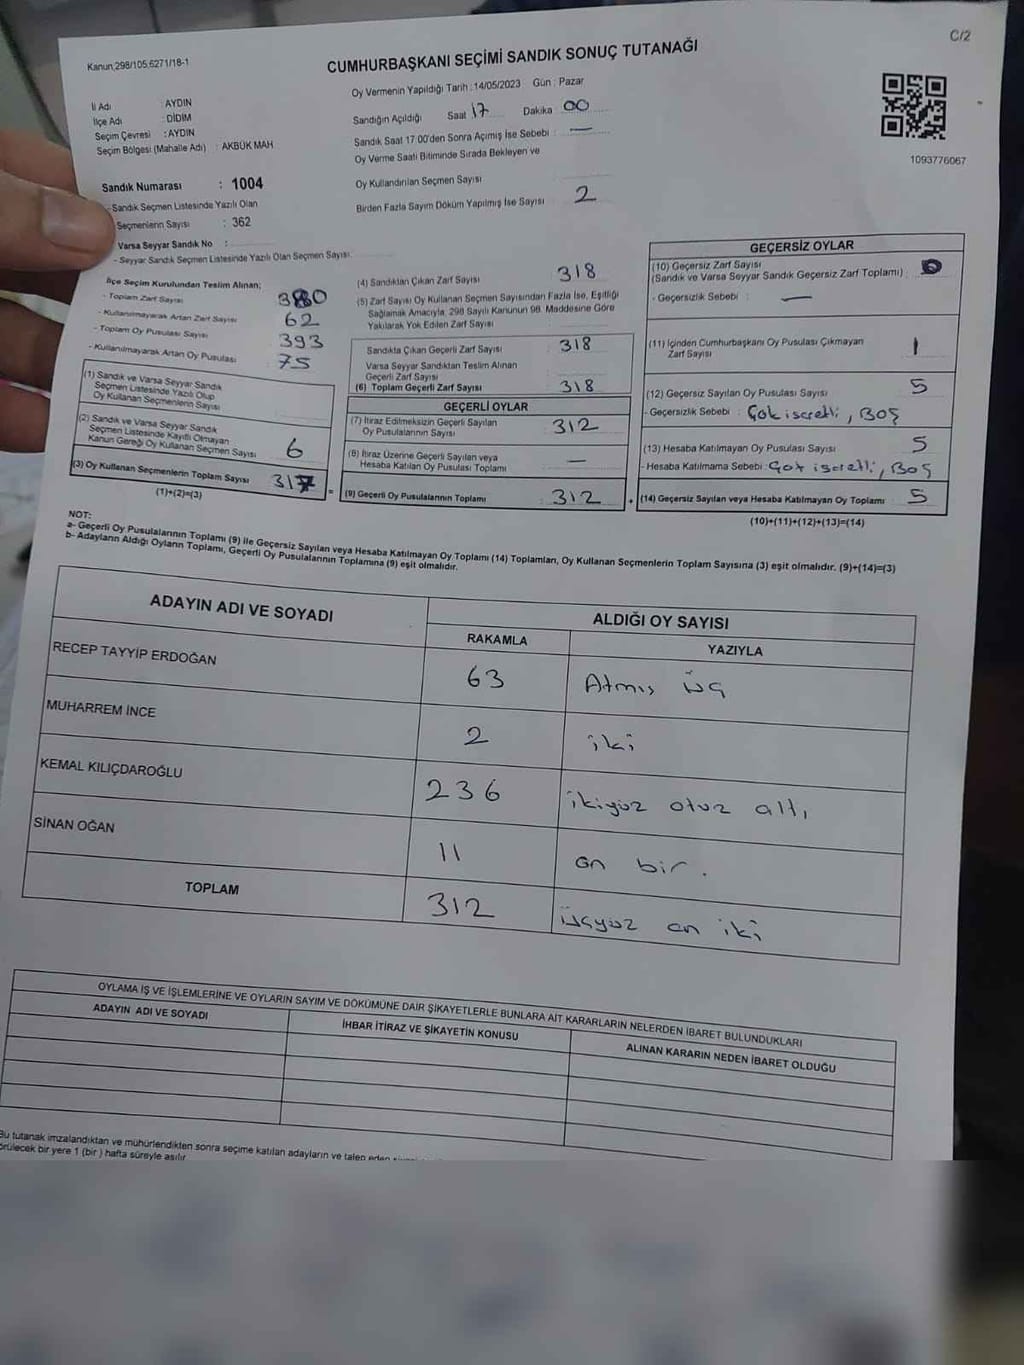 C/2
Kanun,298/105,6271/18-1
CUMHURBAŞKANI SEÇİMİ SANDIK SONUÇ TUTANAĞI
İl Adı : AYDIN
İlçe Adı : DİDİM
Seçim Çevresi : AYDIN
Seçim Bölgesi (Mahalle Adı) : AKBÜK MAH.
Sandık Numarası : 1004
- Sandık Seçmen Listesinde Yazılı Olan
Seçmenlerin Sayısı : 362
Varsa Seyyar Sandık No :
- Seyyar Sandık Seçmen Listesinde Yazılı Olan Seçmen Sayısı
Oy Vermenin Yapıldığı Tarih : 14/05/2023 Gün : Pazar
Sandığın Açıldığı Saat 17 Dakika 00
Sandık Saat 17:00'den Sonra Açılmış İse Sebebi : —
Oy Verme Saati Bitiminde Sırada Bekleyen ve
Oy Kullandırılan Seçmen Sayısı
Birden Fazla Sayım Döküm Yapılmış İse Sayısı 2
1093776067
İlçe Seçim Kurulundan Teslim Alınan;
- Toplam Zarf Sayısı 380
- Kullanılmayarak Artan Zarf Sayısı 62
- Toplam Oy Pusulası Sayısı 393
- Kullanılmayarak Artan Oy Pusulası 75
(1) Sandık ve Varsa Seyyar Sandık
Seçmen Listesinde Yazılı Olup
Oy Kullanan Seçmenlerin Sayısı
(2) Sandık ve Varsa Seyyar Sandık
Seçmen Listesinde Kayıtlı Olmayan
Kanun Gereği Oy Kullanan Seçmen Sayısı 6
(3) Oy Kullanan Seçmenlerin Toplam Sayısı 317
(1)+(2)=(3)
(4) Sandıktan Çıkan Zarf Sayısı 318
(5) Zarf Sayısı Oy Kullanan Seçmen Sayısından Fazla İse, Eşitliği
Sağlamak Amacıyla, 298 Sayılı Kanunun 98. Maddesine Göre
Yakılarak Yok Edilen Zarf Sayısı
Sandıkta Çıkan Geçerli Zarf Sayısı 318
Varsa Seyyar Sandıktan Teslim Alınan
Geçerli Zarf Sayısı
(6) Toplam Geçerli Zarf Sayısı 318
GEÇERLİ OYLAR
(7) İtiraz Edilmeksizin Geçerli Sayılan
Oy Pusulalarının Sayısı 312
(8) İtiraz Üzerine Geçerli Sayılan veya
Hesaba Katılan Oy Pusulası Toplamı —
= (9) Geçerli Oy Pusulalarının Toplamı 312 +
GEÇERSİZ OYLAR
(10) Geçersiz Zarf Sayısı
(Sandık ve Varsa Seyyar Sandık Geçersiz Zarf Toplamı) : 0
- Geçersizlik Sebebi : —
(11) İçinden Cumhurbaşkanı Oy Pusulası Çıkmayan
Zarf Sayısı 1
(12) Geçersiz Sayılan Oy Pusulası Sayısı 5
- Geçersizlik Sebebi : Çok isaretli, BOŞ
(13) Hesaba Katılmayan Oy Pusulası Sayısı 5
- Hesaba Katılmama Sebebi : Çok isaretli, BOŞ
(14) Geçersiz Sayılan veya Hesaba Katılmayan Oy Toplamı 5
(10)+(11)+(12)+(13)=(14)
NOT:
a- Geçerli Oy Pusulalarının Toplamı (9) ile Geçersiz Sayılan veya Hesaba Katılmayan Oy Toplamı (14) Toplamları, Oy Kullanan Seçmenlerin Toplam Sayısına (3) eşit olmalıdır. (9)+(14)=(3)
b- Adayların Aldığı Oyların Toplamı, Geçerli Oy Pusulalarının Toplamına (9) eşit olmalıdır.
ADAYIN ADI VE SOYADI ALDIĞI OY SAYISI
RAKAMLA YAZIYLA
RECEP TAYYİP ERDOĞAN 63 Atmış üç
MUHARREM İNCE 2 iki
KEMAL KILIÇDAROĞLU 236 ikiyüz otuz altı
SİNAN OĞAN 11 on bir.
TOPLAM 312 üçyüz on iki
OYLAMA İŞ VE İŞLEMLERİNE VE OYLARIN SAYIM VE DÖKÜMÜNE DAİR ŞİKAYETLERLE BUNLARA AİT KARARLARIN NELERDEN İBARET BULUNDUKLARI
ADAYIN ADI VE SOYADI İHBAR İTİRAZ VE ŞİKAYETİN KONUSU ALINAN KARARIN NEDEN İBARET OLDUĞU
Bu tutanak imzalandıktan ve mühürlendikten sonra seçime katılan adayların ve talep eden
örülecek bir yere 1 (bir) hafta süreyle asılır.